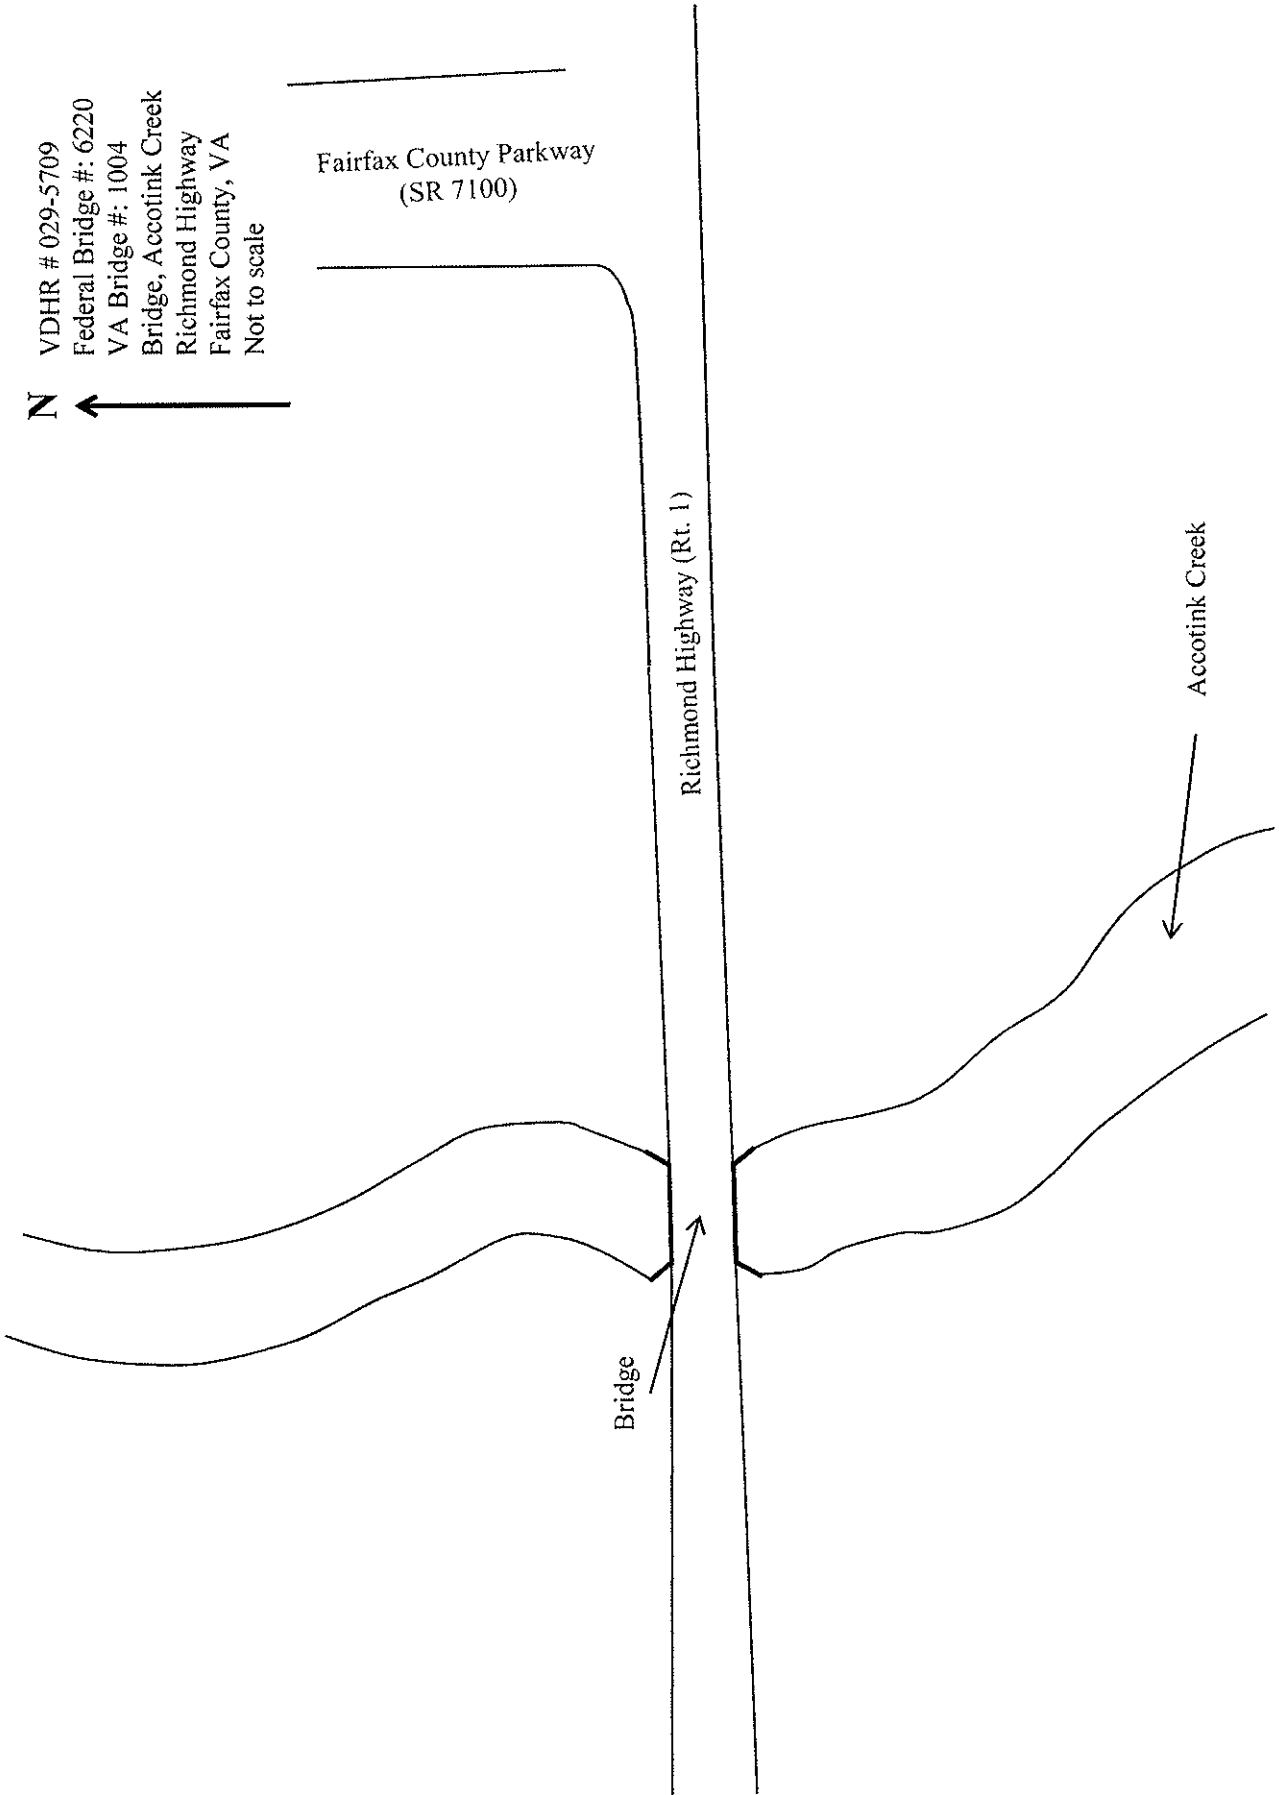 N
VDHR # 029-5709
Federal Bridge #: 6220
VA Bridge #: 1004
Bridge, Accotink Creek
Richmond Highway
Fairfax County, VA
Not to scale
Fairfax County Parkway
(SR 7100)
Richmond Highway (Rt. 1)
Bridge
Accotink Creek